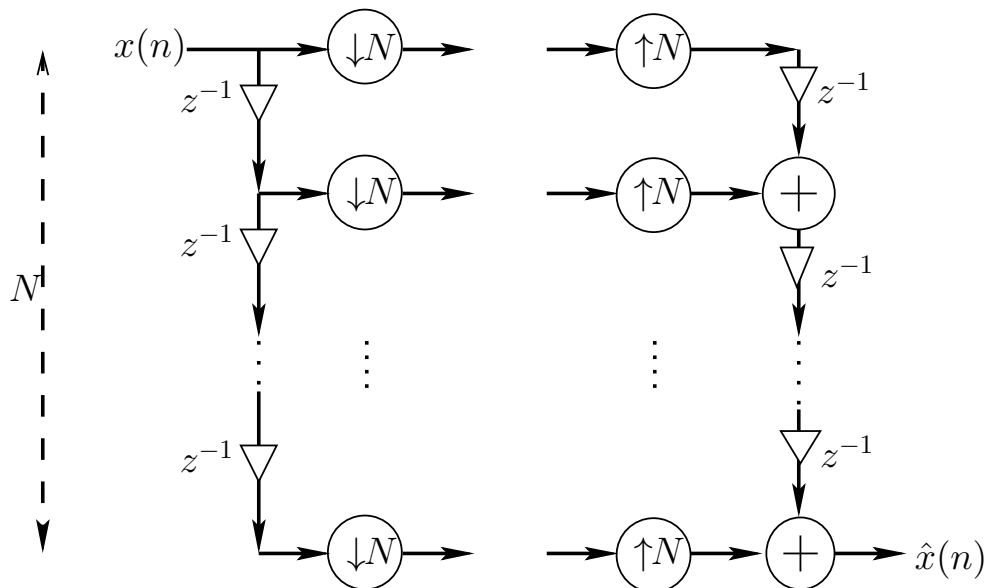 x(n) ↓N ↑N
z⁻¹ z⁻¹
↓N ↑N +
z⁻¹ z⁻¹
N
z⁻¹ z⁻¹
↓N ↑N + x̂(n)